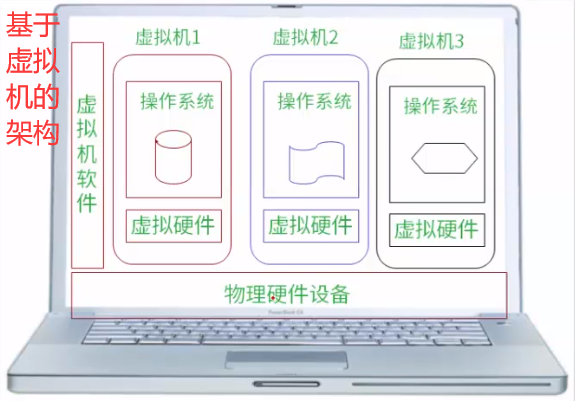 基于
虚拟
机的
架构
虚拟机软件
虚拟机1
操作系统
虚拟硬件
虚拟机2
操作系统
虚拟硬件
虚拟机3
操作系统
虚拟硬件
物理硬件设备
PowerBook G4